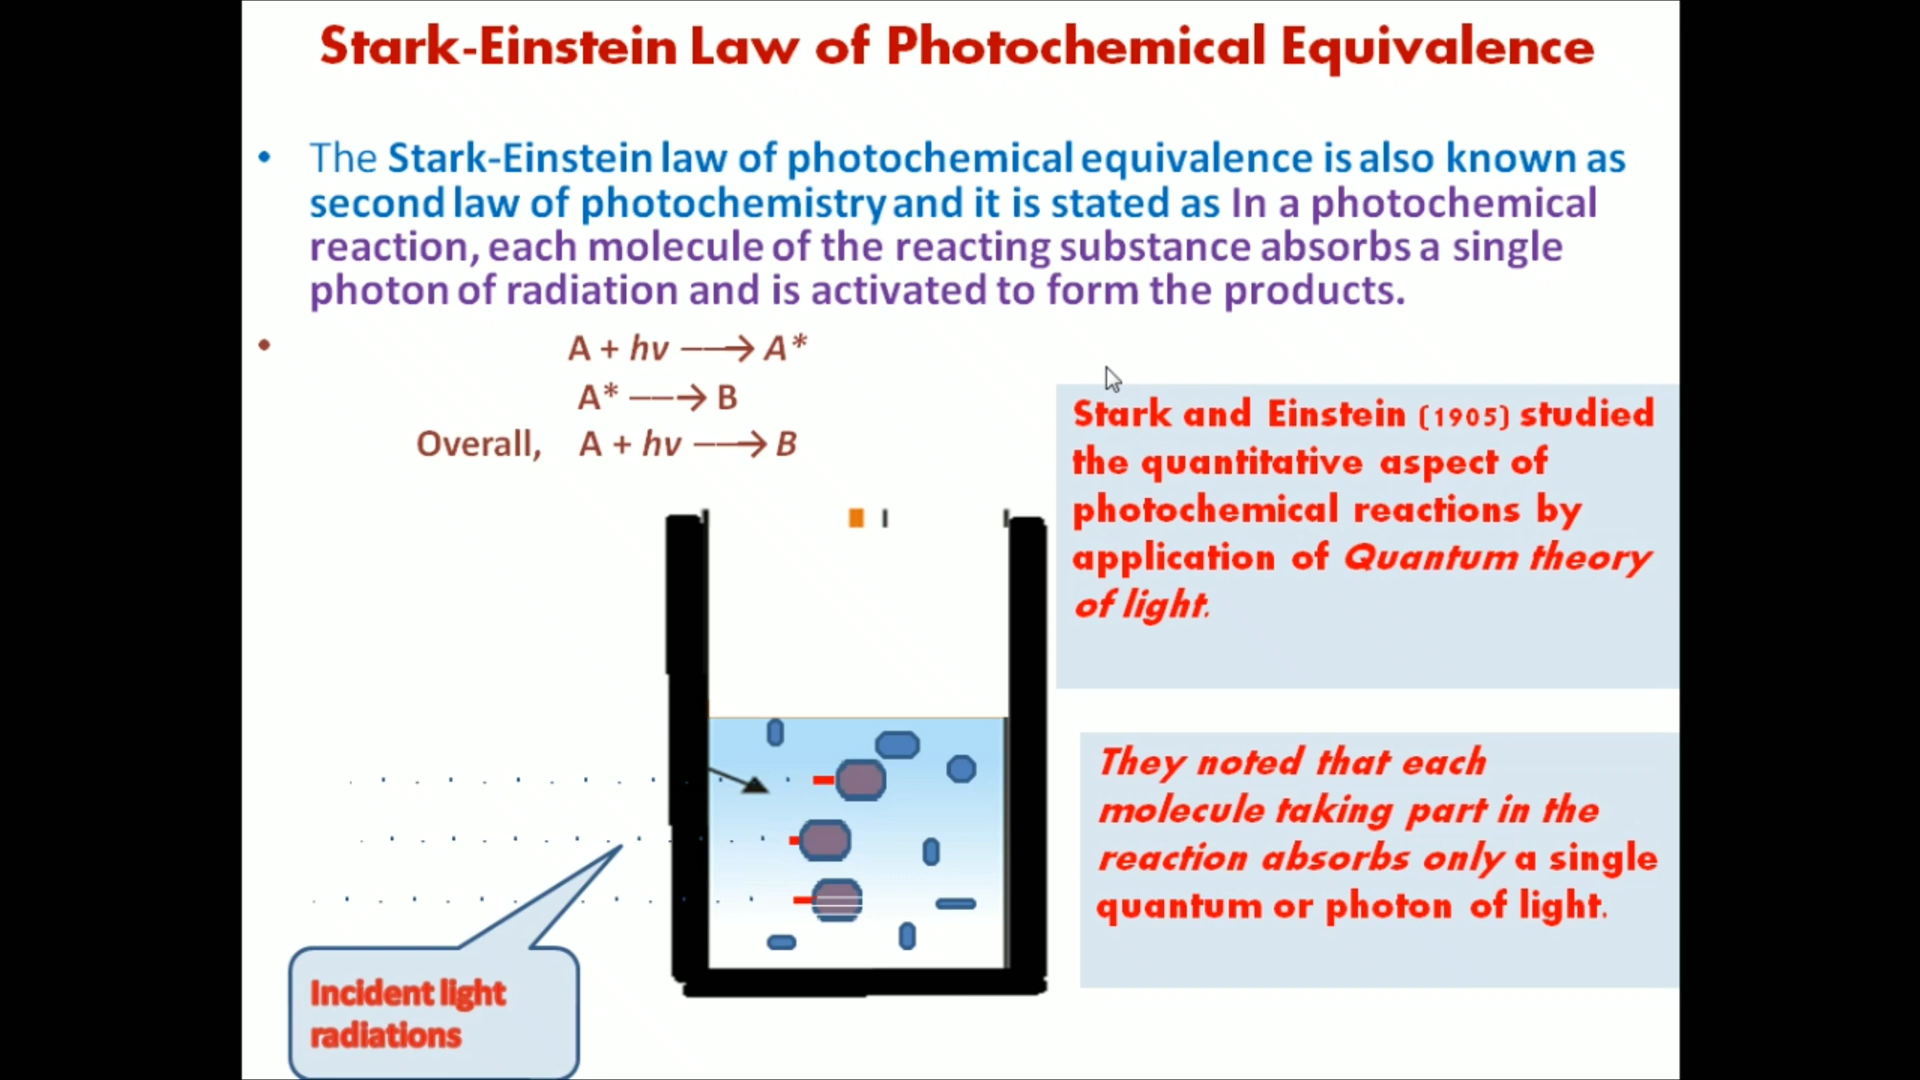 Stark-Einstein Law of Photochemical Equivalence
• The Stark-Einstein law of photochemical equivalence is also known as
second law of photochemistry and it is stated as In a photochemical
reaction, each molecule of the reacting substance absorbs a single
photon of radiation and is activated to form the products.
• A + hν ——→ A*
A* ——→ B
Overall, A + hν ——→ B
Stark and Einstein (1905) studied
the quantitative aspect of
photochemical reactions by
application of Quantum theory
of light.
They noted that each
molecule taking part in the
reaction absorbs only a single
quantum or photon of light.
Incident light
radiations